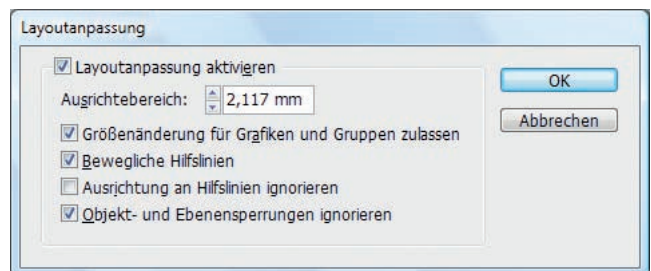 Layoutanpassung
Layoutanpassung aktivieren
Ausrichtebereich: 2,117 mm
Größenänderung für Grafiken und Gruppen zulassen
Bewegliche Hilfslinien
Ausrichtung an Hilfslinien ignorieren
Objekt- und Ebenensperrungen ignorieren
OK
Abbrechen